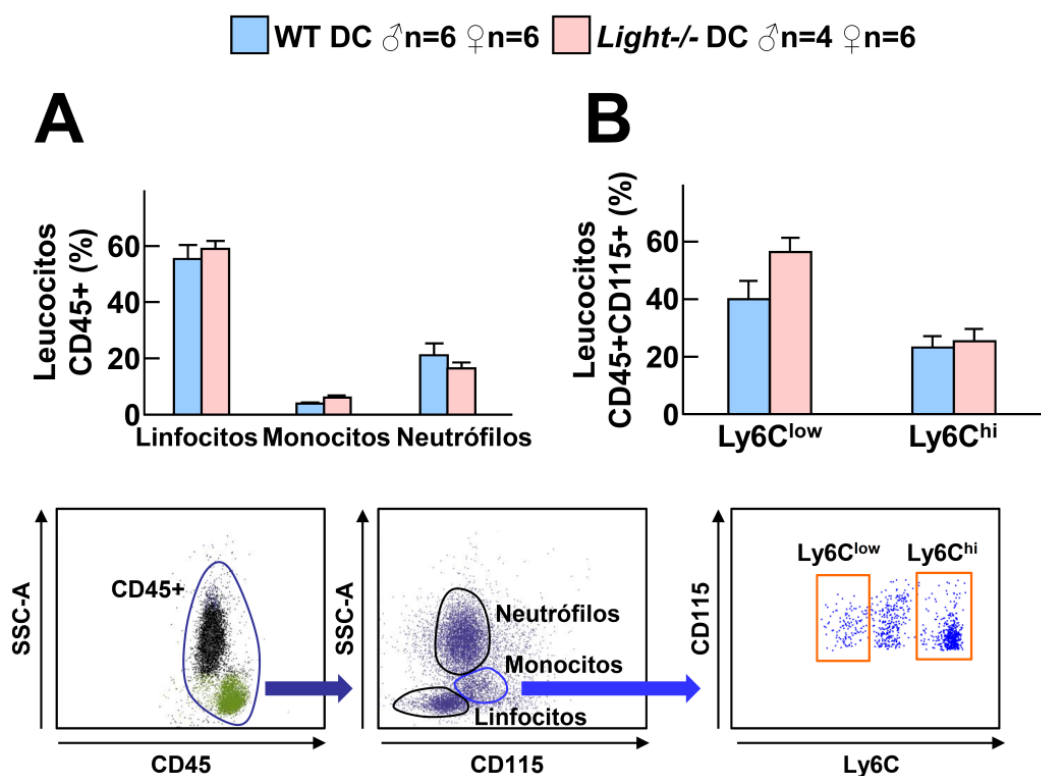 WT DC ♂n=6 ♀n=6 Light-/- DC ♂n=4 ♀n=6
A
B
Leucocitos
CD45+ (%)
60
40
20
0
Linfocitos Monocitos Neutrófilos
Leucocitos
CD45+CD115+ (%)
60
40
20
0
Ly6Clow Ly6Chi
SSC-A
CD45+
CD45
SSC-A
Neutrófilos
Monocitos
Linfocitos
CD115
CD115
Ly6Clow Ly6Chi
Ly6C